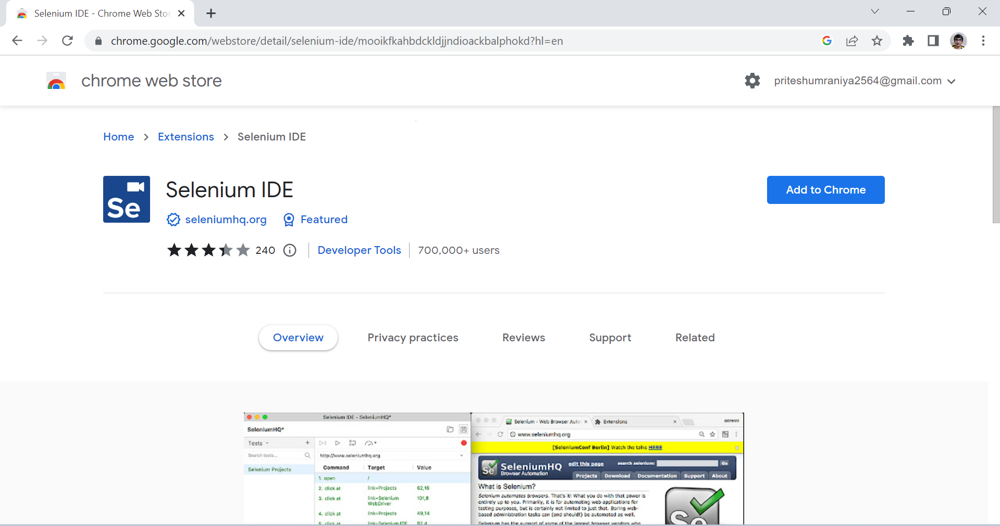 Selenium IDE - Chrome Web Stor
chrome.google.com/webstore/detail/selenium-ide/mooikfkahbdckldjjndioackbalphokd?hl=en
chrome web store
priteshumraniya2564@gmail.com
Home > Extensions > Selenium IDE
Se
Selenium IDE
Add to Chrome
seleniumhq.org Featured
240 Developer Tools 700,000+ users
Overview Privacy practices Reviews Support Related
Selenium IDE - SeleniumHQ*
SeleniumHQ*
Tests
Search tests...
http://www.seleniumhq.org
Selenium Projects
Command Target Value
1. open /
2. click at link=Projects 62,16
3. click at link=Selenium WebDriver 101,8
4. click at link=Projects 49,14
5. click at link=Selenium IDE 82,4
Selenium - Web Browser Auto
Extensions
www.seleniumhq.org
[SeleniumConf Berlin] Watch the talks HERE
Se
SeleniumHQ
Browser Automation
edit this page
search selenium: Go
Projects Download Documentation Support About
What is Selenium?
Selenium automates browsers. That's it! What you do with that power is
entirely up to you. Primarily, it is for automating web applications for
testing purposes, but is certainly not limited to just that. Boring web-
based administration tasks can (and should!) be automated as well.
Selenium has the support of some of the largest browser vendors who
Se